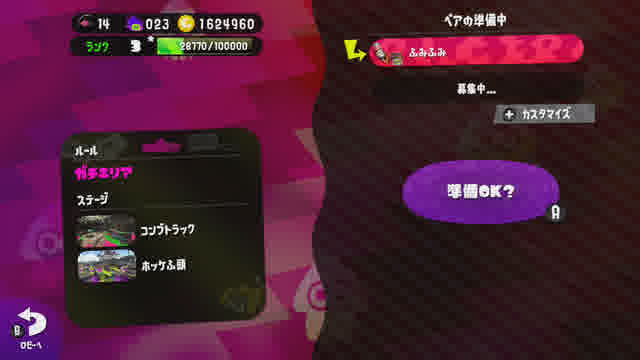 14 023 1624960
ランク 3 28770/100000
ペアの準備中
ふみふみ
募集中...
カスタマイズ
ルール
ガチホコリア
ステージ
コンブトラック
ホッケふ頭
準備OK?
A
B
ロビーへ